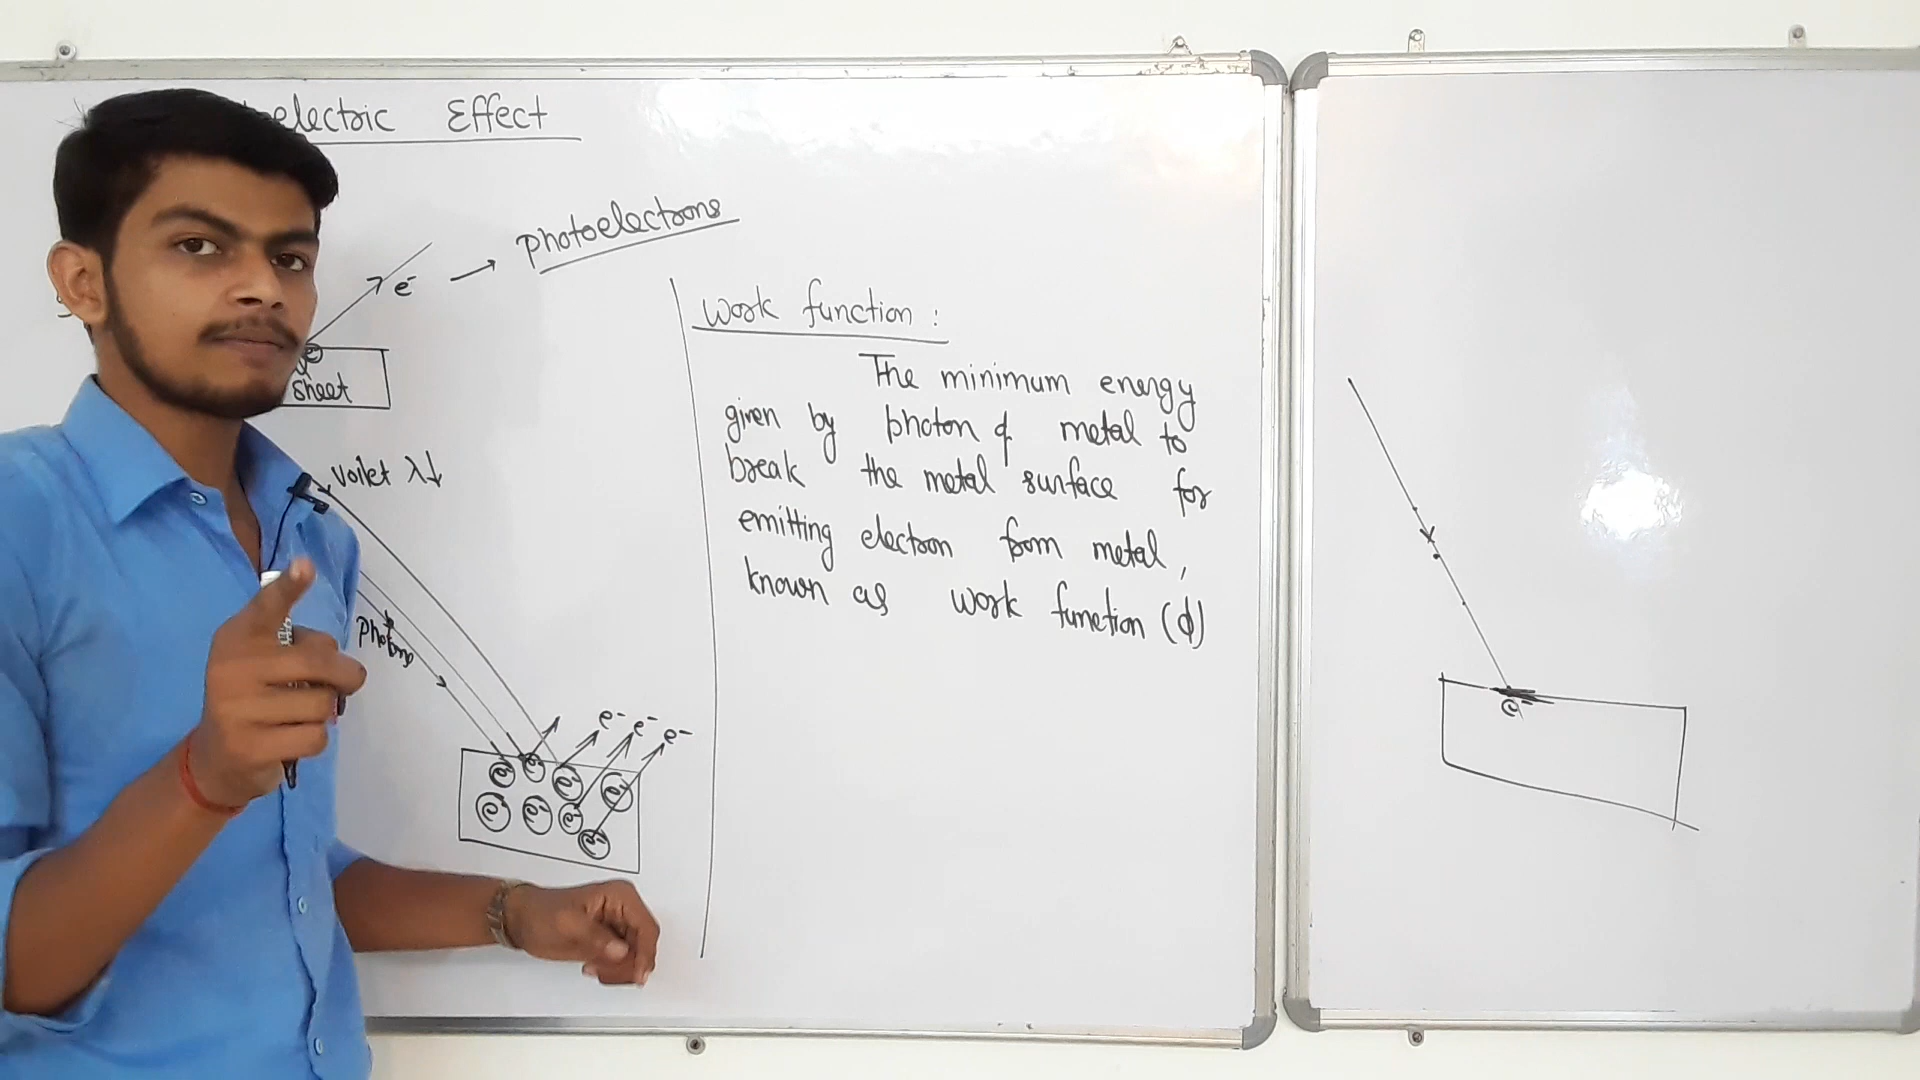 electric Effect
e⁻ → photoelectrons
e⁻
sheet
Voilet λ↓
photons
e⁻ e⁻ e⁻
e⁻ e⁻ e⁻ e⁻
e⁻ e⁻ e⁻ e⁻
Work function :
The minimum energy
given by photon of metal to
break the metal surface for
emitting electron from metal,
known as work function (ϕ)
e⁻